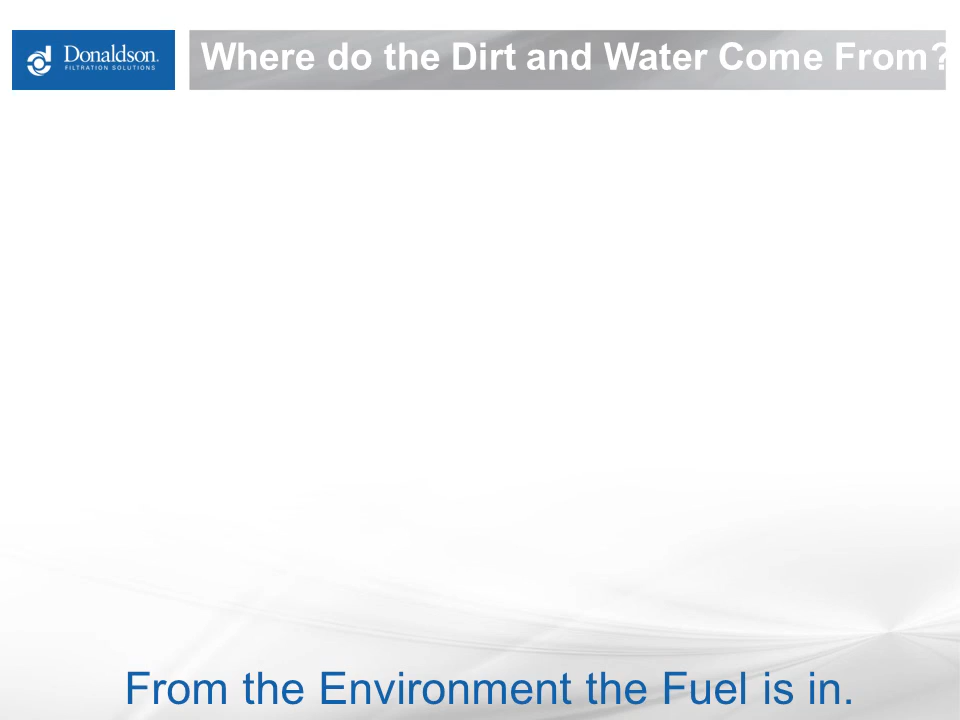 Donaldson.
FILTRATION SOLUTIONS
Where do the Dirt and Water Come From?
From the Environment the Fuel is in.